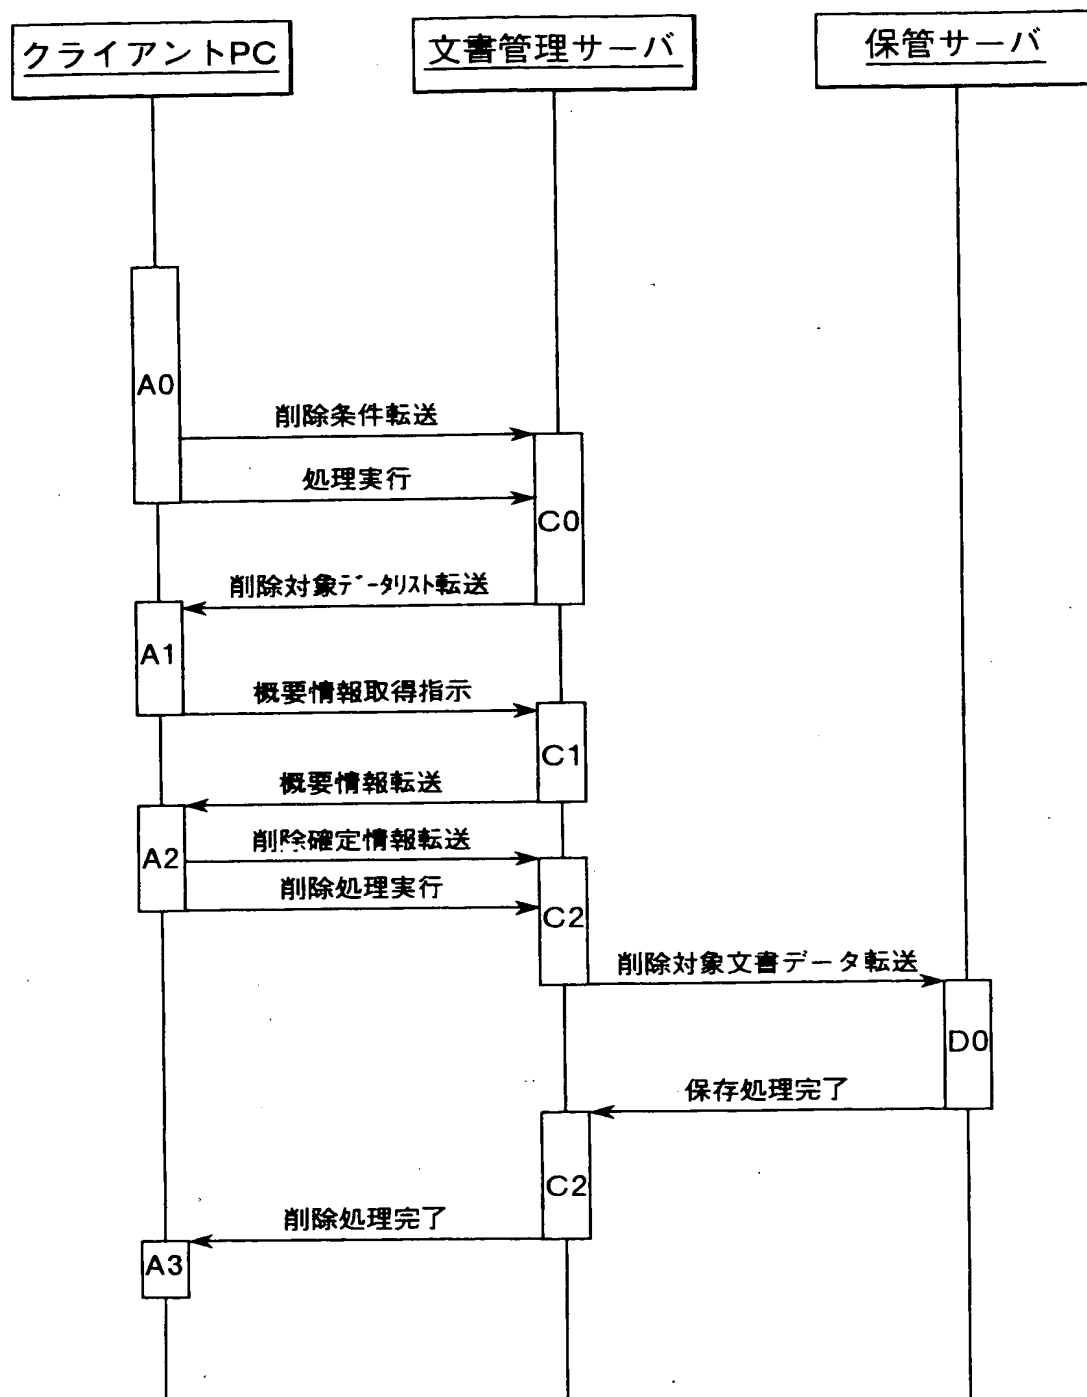 クライアントPC
文書管理サーバ
保管サーバ
A0
削除条件転送
処理実行
C0
削除対象データリスト転送
A1
概要情報取得指示
C1
概要情報転送
A2
削除確定情報転送
削除処理実行
C2
削除対象文書データ転送
D0
保存処理完了
C2
削除処理完了
A3